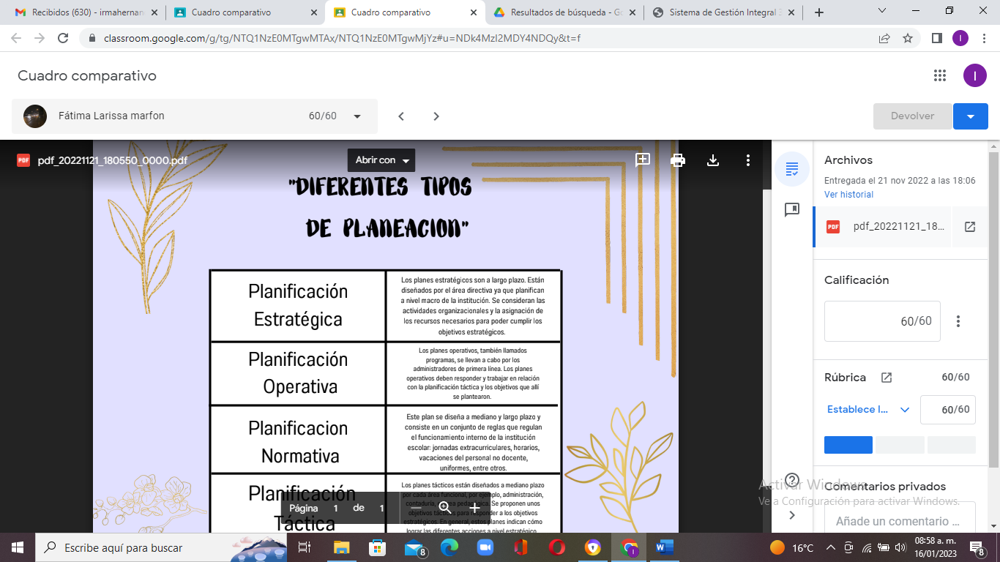 Recibidos (630) - irmahernan
Cuadro comparativo
Cuadro comparativo
Resultados de búsqueda - Go
Sistema de Gestión Integral
classroom.google.com/g/tg/NTQ1NzE0MTgwMTAx/NTQ1NzE0MTgwMjYz#u=NDk4MzI2MDY4NDQy&t=f
I
Cuadro comparativo
I
Fátima Larissa marfon
60/60
Devolver
PDF
pdf_20221121_180550_0000.pdf
Abrir con
"DIFERENTES TIPOS
DE PLANEACION"
Planificación
Estratégica
Los planes estratégicos son a largo plazo. Están
diseñados por el área directiva ya que planifican
a nivel macro de la institución. Se consideran las
actividades organizacionales y la asignación de
los recursos necesarios para poder cumplir los
objetivos estratégicos.
Planificación
Operativa
Los planes operativos, también llamados
programas, se llevan a cabo por los
administradores de primera línea. Los planes
operativos deben responder y trabajar en relación
con la planificación táctica y los objetivos que allí
se plantearon.
Planificacion
Normativa
Este plan se diseña a mediano y largo plazo y
consiste en un conjunto de reglas que regulan
el funcionamiento interno de la institución
escolar: jornadas extracurriculares, horarios,
vacaciones del personal no docente,
uniformes, entre otros.
Planificación
Táctica
Los planes tácticos están diseñados a mediano plazo
por cada área funcional, por ejemplo, administración,
contaduría, área pedagógica. Se proponen unos
objetivos tácticos para responder a los objetivos
estratégicos. En general, estos planes indican cómo
lograr las diferentes acciones a nivel estratégico
Página 1 de 1
Archivos
Entregada el 21 nov 2022 a las 18:06
Ver historial
PDF
pdf_20221121_18...
Calificación
60/60
Rúbrica
60/60
Establece l...
60/60
Activar Windows
Comentarios privados
Ve a Configuración para activar Windows.
Añade un comentario ...
Escribe aquí para buscar
8
16°C
08:58 a. m.
16/01/2023
8